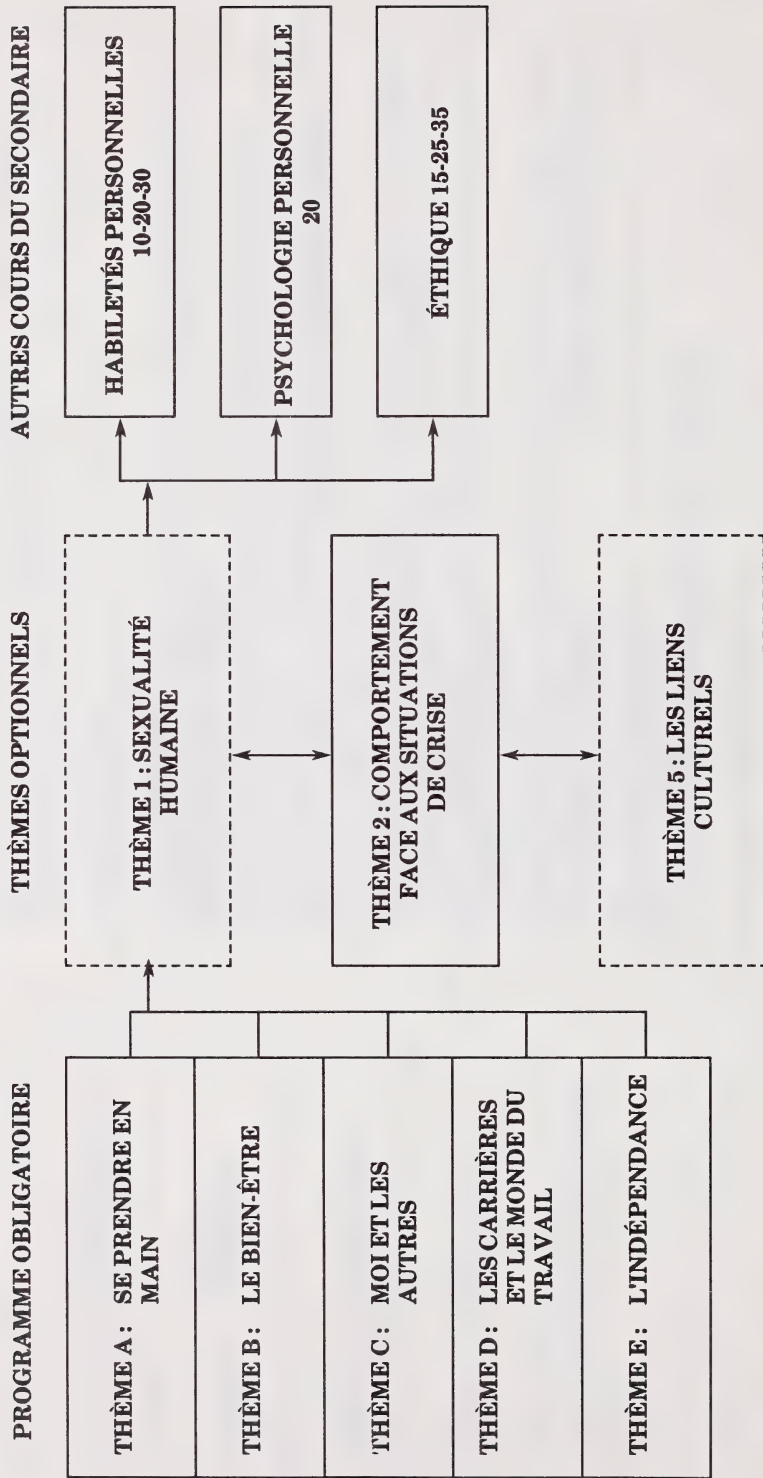 PROGRAMME OBLIGATOIRE
THÈME A : SE PRENDRE EN
MAIN
THÈME B : LE BIEN-ÊTRE
THÈME C : MOI ET LES
AUTRES
THÈME D : LES CARRIÈRES
ET LE MONDE DU
TRAVAIL
THÈME E : L'INDÉPENDANCE
THÈMES OPTIONNELS
THÈME 1 : SEXUALITÉ
HUMAINE
THÈME 2 : COMPORTEMENT
FACE AUX SITUATIONS
DE CRISE
THÈME 5 : LES LIENS
CULTURELS
AUTRES COURS DU SECONDAIRE
HABILETÉS PERSONNELLES
10-20-30
PSYCHOLOGIE PERSONNELLE
20
ÉTHIQUE 15-25-35